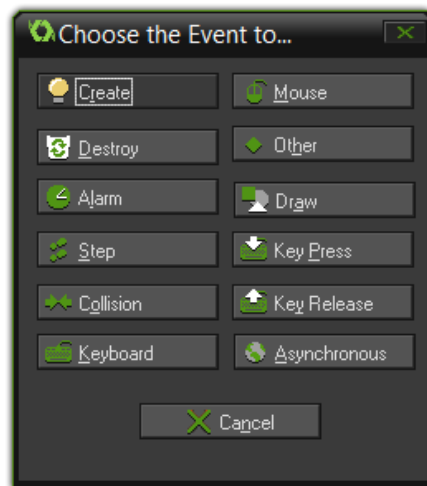 Choose the Event to...
Create
Mouse
Destroy
Other
Alarm
Draw
Step
Key Press
Collision
Key Release
Keyboard
Asynchronous
Cancel